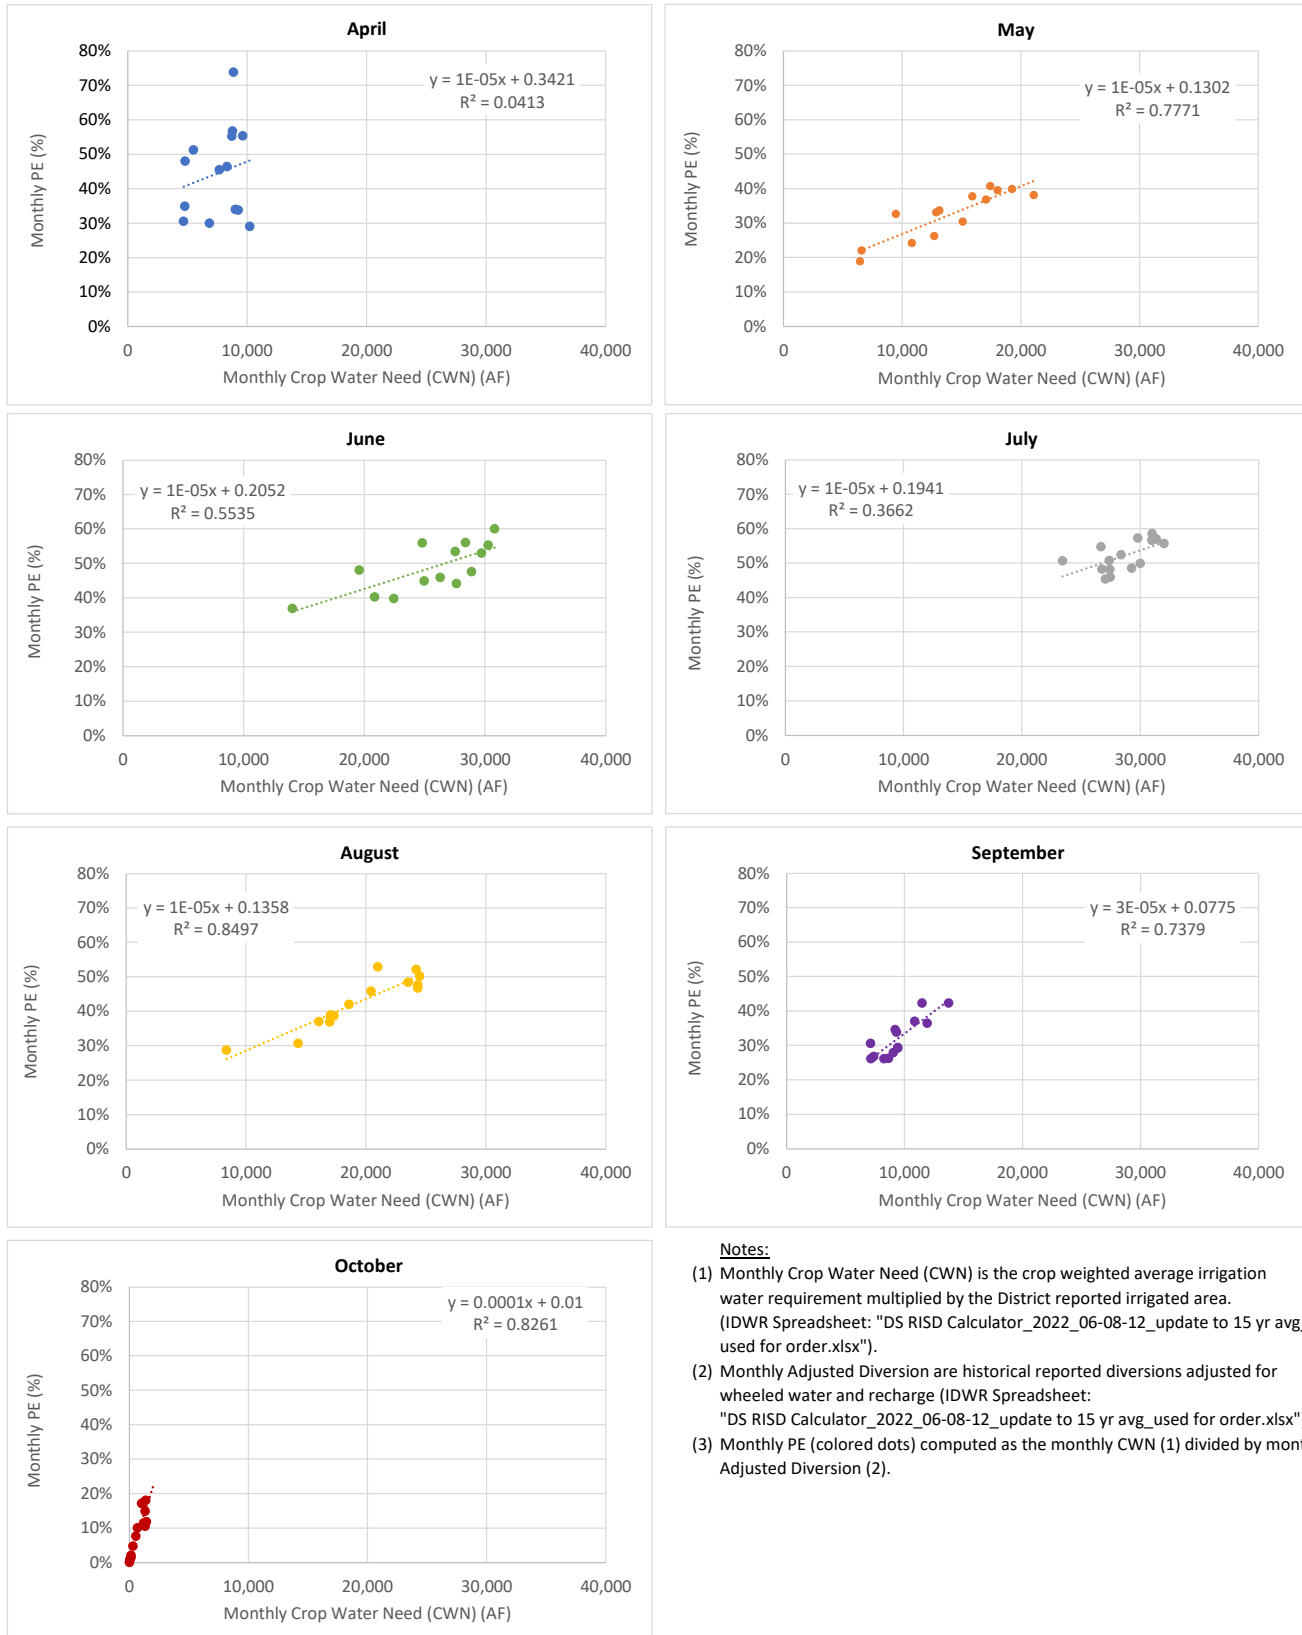 April
80%
70%
60%
50%
40%
30%
20%
10%
0%
0 10,000 20,000 30,000 40,000
Monthly PE (%)
Monthly Crop Water Need (CWN) (AF)
y = 1E-05x + 0.3421
R² = 0.0413
May
80%
70%
60%
50%
40%
30%
20%
10%
0%
0 10,000 20,000 30,000 40,000
Monthly PE (%)
Monthly Crop Water Need (CWN) (AF)
y = 1E-05x + 0.1302
R² = 0.7771
June
80%
70%
60%
50%
40%
30%
20%
10%
0%
0 10,000 20,000 30,000 40,000
Monthly PE (%)
Monthly Crop Water Need (CWN) (AF)
y = 1E-05x + 0.2052
R² = 0.5535
July
80%
70%
60%
50%
40%
30%
20%
10%
0%
0 10,000 20,000 30,000 40,000
Monthly PE (%)
Monthly Crop Water Need (CWN) (AF)
y = 1E-05x + 0.1941
R² = 0.3662
August
80%
70%
60%
50%
40%
30%
20%
10%
0%
0 10,000 20,000 30,000 40,000
Monthly PE (%)
Monthly Crop Water Need (CWN) (AF)
y = 1E-05x + 0.1358
R² = 0.8497
September
80%
70%
60%
50%
40%
30%
20%
10%
0%
0 10,000 20,000 30,000 40,000
Monthly PE (%)
Monthly Crop Water Need (CWN) (AF)
y = 3E-05x + 0.0775
R² = 0.7379
October
80%
70%
60%
50%
40%
30%
20%
10%
0%
0 10,000 20,000 30,000 40,000
Monthly PE (%)
Monthly Crop Water Need (CWN) (AF)
y = 0.0001x + 0.01
R² = 0.8261
Notes:
(1) Monthly Crop Water Need (CWN) is the crop weighted average irrigation
water requirement multiplied by the District reported irrigated area.
(IDWR Spreadsheet: "DS RISD Calculator_2022_06-08-12_update to 15 yr avg_
used for order.xlsx").
(2) Monthly Adjusted Diversion are historical reported diversions adjusted for
wheeled water and recharge (IDWR Spreadsheet:
"DS RISD Calculator_2022_06-08-12_update to 15 yr avg_used for order.xlsx"
(3) Monthly PE (colored dots) computed as the monthly CWN (1) divided by
Adjusted Diversion (2).